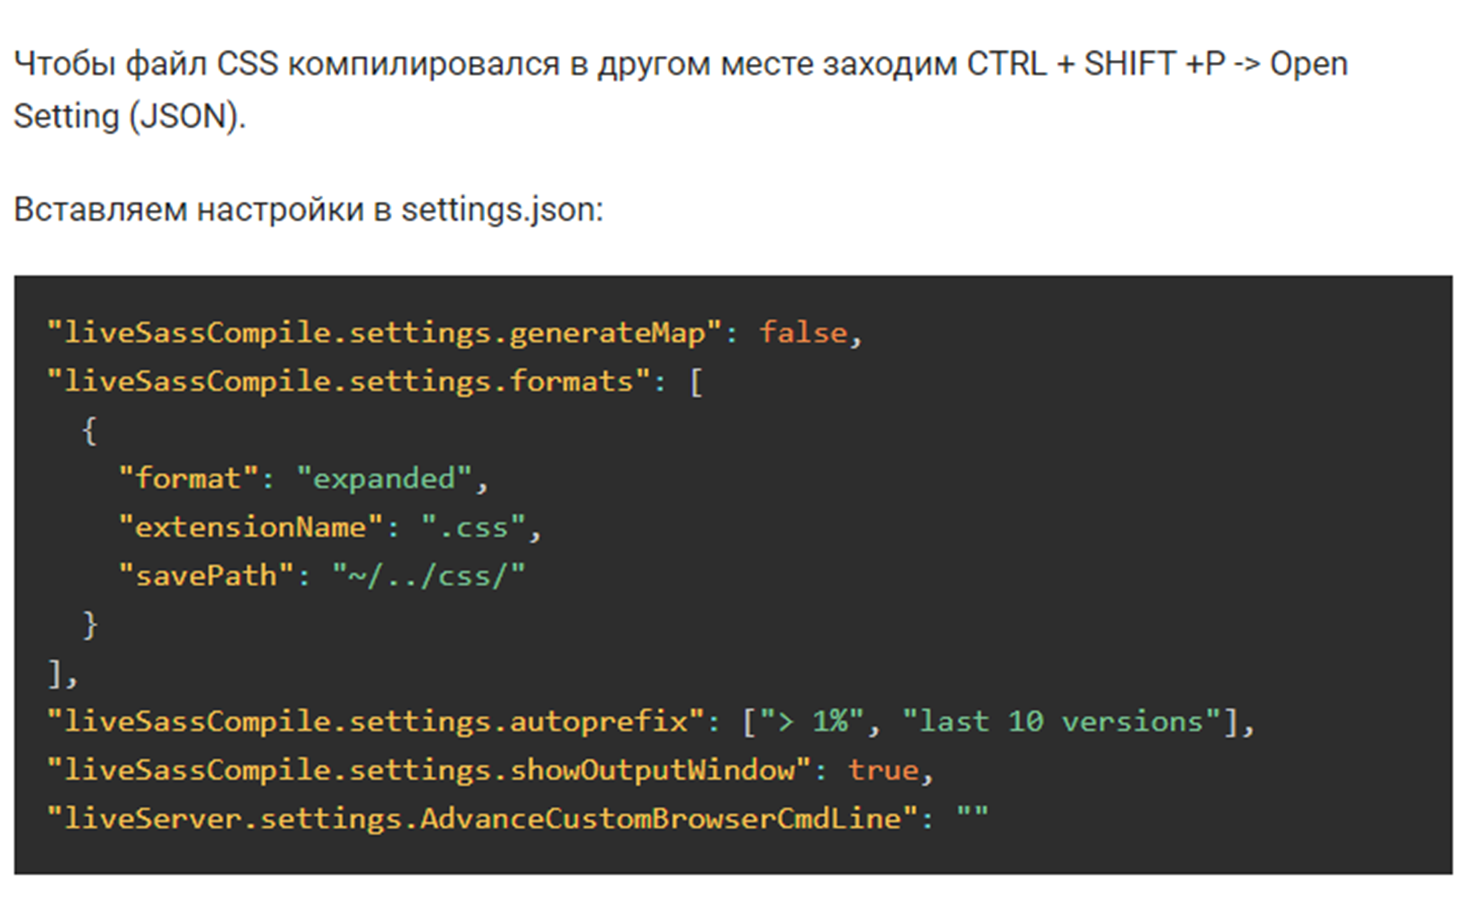 Чтобы файл CSS компилировался в другом месте заходим CTRL + SHIFT +P -> Open
Setting (JSON).
Вставляем настройки в settings.json:
"liveSassCompile.settings.generateMap": false,
"liveSassCompile.settings.formats": [
{
"format": "expanded",
"extensionName": ".css",
"savePath": "~/../css/"
}
],
"liveSassCompile.settings.autoprefix": ["> 1%", "last 10 versions"],
"liveSassCompile.settings.showOutputWindow": true,
"liveServer.settings.AdvanceCustomBrowserCmdLine": ""